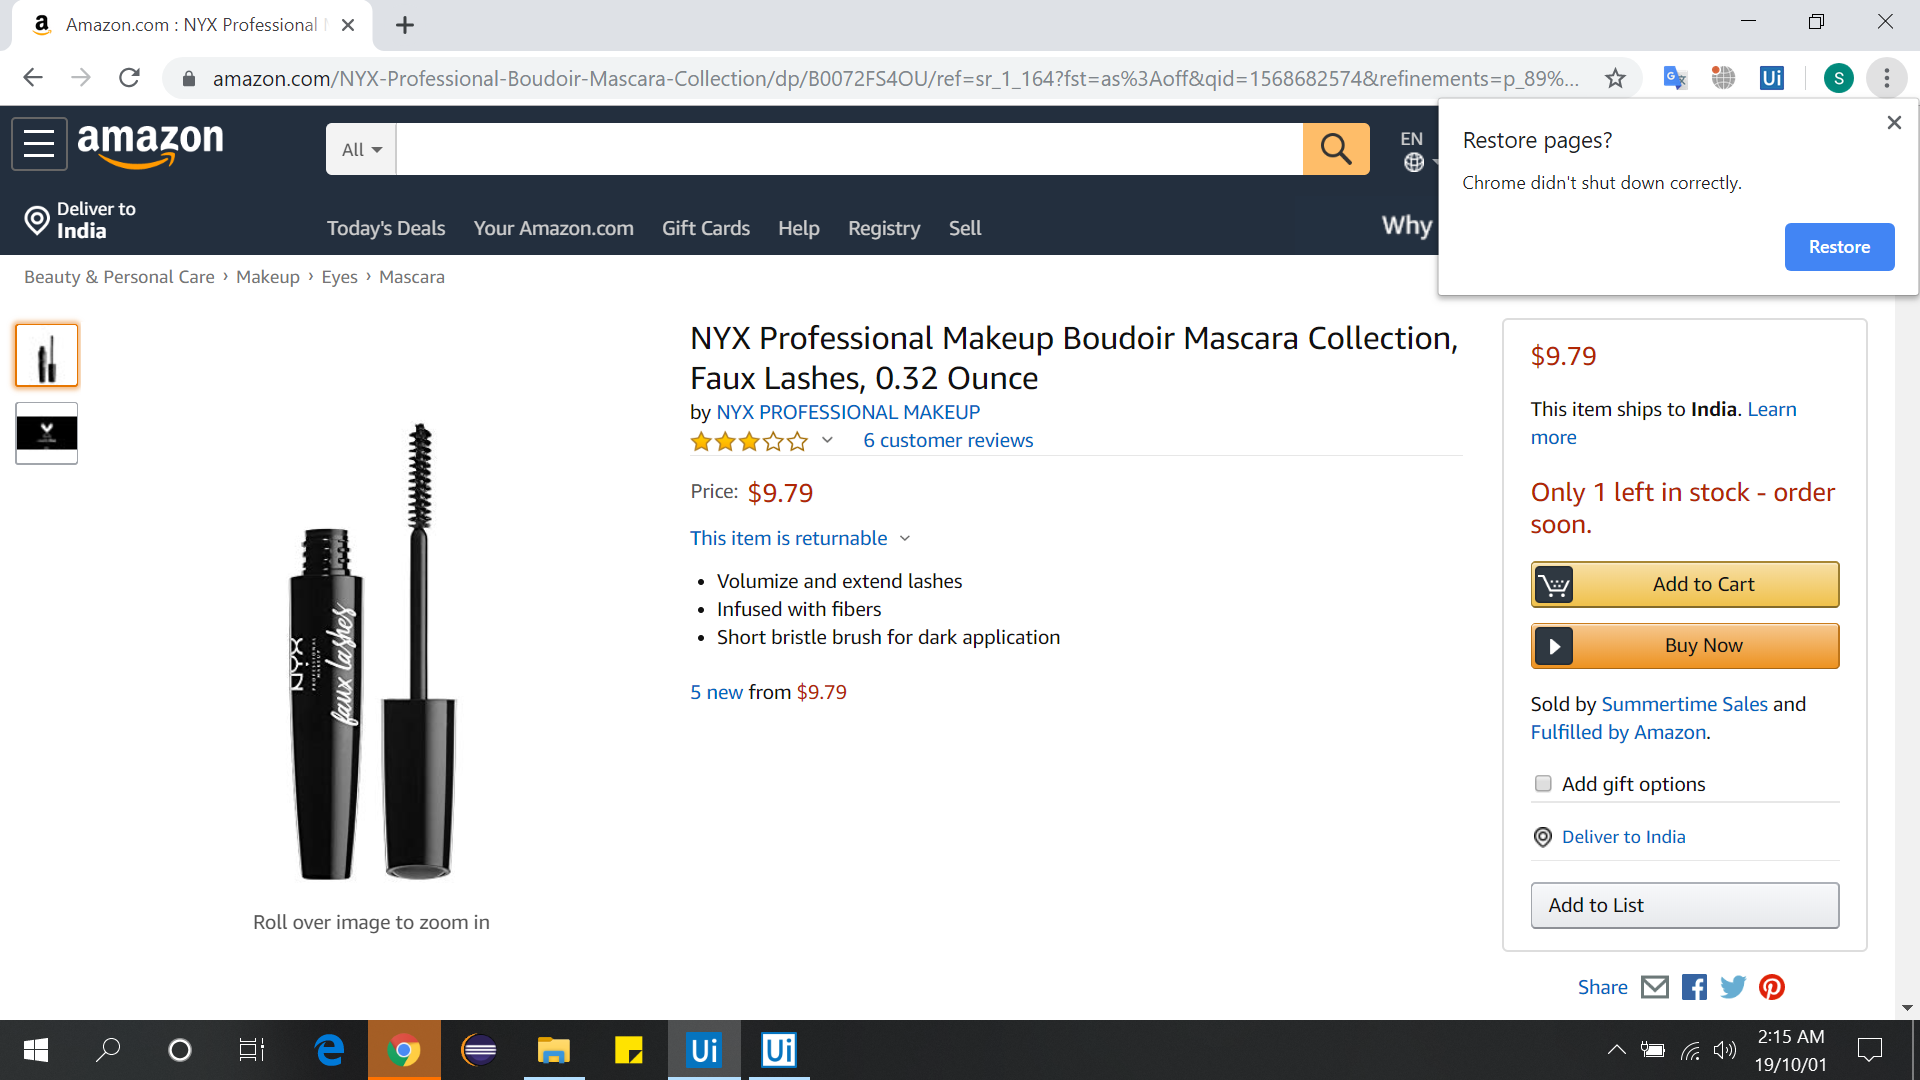 Amazon.com : NYX Professional
amazon.com/NYX-Professional-Boudoir-Mascara-Collection/dp/B0072FS4OU/ref=sr_1_164?fst=as%3Aoff&qid=1568682574&refinements=p_89%...
Ui
S
Restore pages?
Chrome didn't shut down correctly.
Restore
amazon
All
EN
Deliver to
India
Today's Deals
Your Amazon.com
Gift Cards
Help
Registry
Sell
Why
Beauty & Personal Care › Makeup › Eyes › Mascara
NYX Professional Makeup Boudoir Mascara Collection,
Faux Lashes, 0.32 Ounce
by NYX PROFESSIONAL MAKEUP
6 customer reviews
Price: $9.79
This item is returnable
• Volumize and extend lashes
• Infused with fibers
• Short bristle brush for dark application
5 new from $9.79
NYX
PROFESSIONAL
MAKEUP
faux lashes
Roll over image to zoom in
$9.79
This item ships to India. Learn
more
Only 1 left in stock - order
soon.
Add to Cart
Buy Now
Sold by Summertime Sales and
Fulfilled by Amazon.
Add gift options
Deliver to India
Add to List
Share
Ui
Ui
2:15 AM
19/10/01